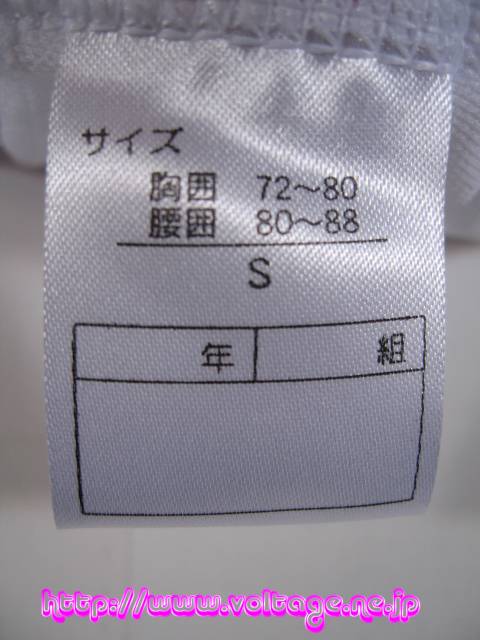 サイズ
胸囲 72～80
腰囲 80～88
S
年 組
http://www.voltage.ne.jp